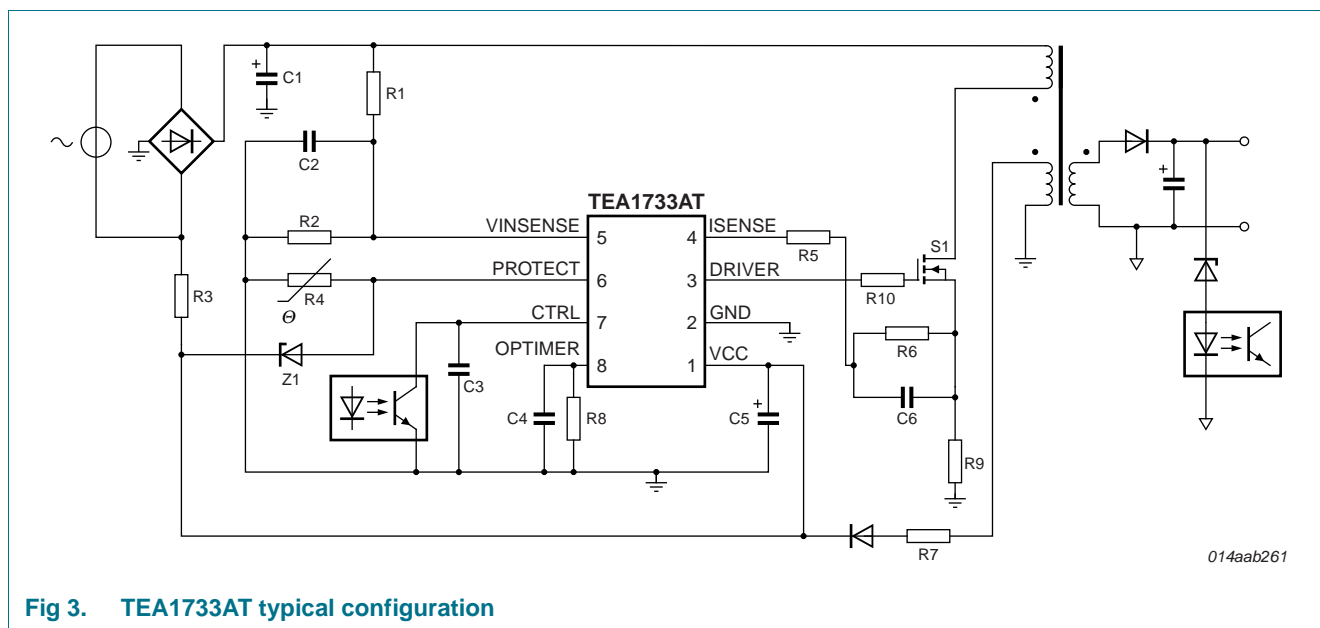 C1
R1
C2
TEA1733AT
R2
VINSENSE
5
4
ISENSE
R5
S1
PROTECT
6
3
DRIVER
R10
R3
R4
Θ
CTRL
7
2
GND
OPTIMER
8
1
VCC
R6
Z1
C3
C4
R8
C5
C6
R9
R7
014aab261
Fig 3. TEA1733AT typical configuration